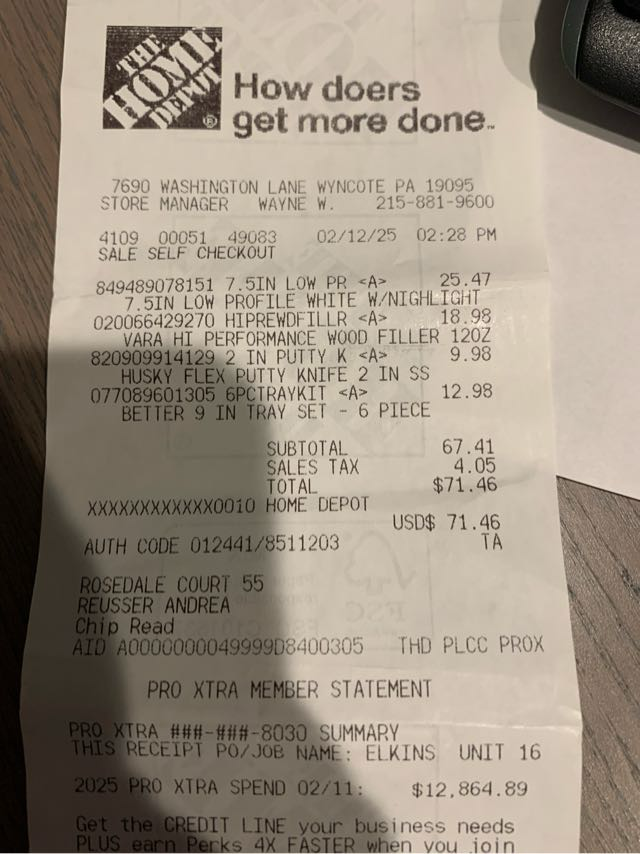 THE
HOME
DEPOT
®
How doers
get more done™
7690 WASHINGTON LANE WYNCOTE PA 19095
STORE MANAGER WAYNE W. 215-881-9600
4109 00051 49083 02/12/25 02:28 PM
SALE SELF CHECKOUT
849489078151 7.5IN LOW PR <A> 25.47
7.5IN LOW PROFILE WHITE W/NIGHLIGHT
020066429270 HIPREWDFILLR <A> 18.98
VARA HI PERFORMANCE WOOD FILLER 12OZ
820909914129 2 IN PUTTY K <A> 9.98
HUSKY FLEX PUTTY KNIFE 2 IN SS
077089601305 6PCTRAYKIT <A> 12.98
BETTER 9 IN TRAY SET - 6 PIECE
SUBTOTAL 67.41
SALES TAX 4.05
TOTAL $71.46
XXXXXXXXXXXX0010 HOME DEPOT
USD$ 71.46
AUTH CODE 012441/8511203 TA
ROSEDALE COURT 55
REUSSER ANDREA
Chip Read
AID A0000000049999D8400305 THD PLCC PROX
PRO XTRA MEMBER STATEMENT
PRO XTRA ###-###-8030 SUMMARY
THIS RECEIPT PO/JOB NAME: ELKINS UNIT 16
2025 PRO XTRA SPEND 02/11: $12,864.89
Get the CREDIT LINE your business needs
PLUS earn Perks 4X FASTER when you join